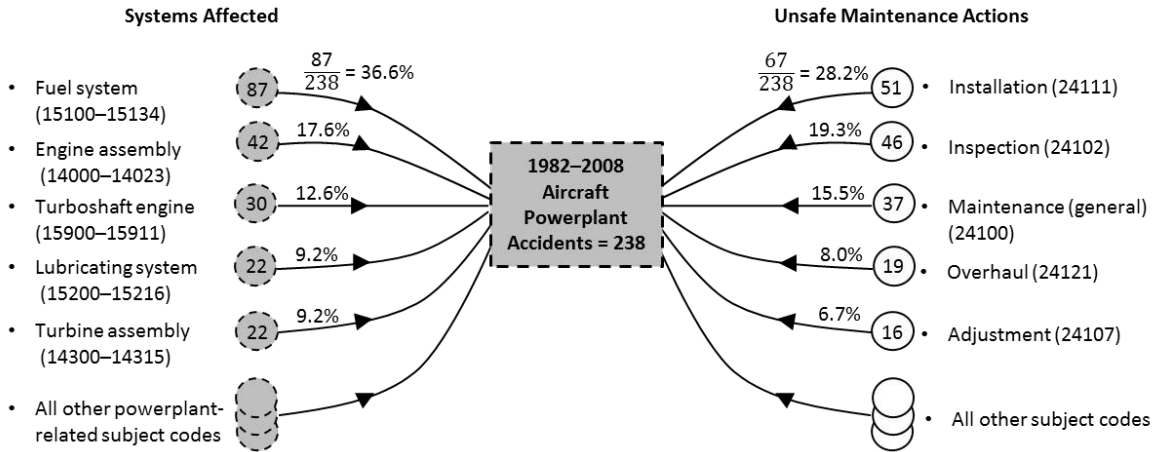 Systems Affected
Unsafe Maintenance Actions
• Fuel system
(15100–15134)
87
87/238 = 36.6%
• Engine assembly
(14000–14023)
42
17.6%
• Turboshaft engine
(15900–15911)
30
12.6%
• Lubricating system
(15200–15216)
22
9.2%
• Turbine assembly
(14300–14315)
22
9.2%
• All other powerplant-
related subject codes
1982–2008
Aircraft
Powerplant
Accidents = 238
67/238 = 28.2%
51
• Installation (24111)
19.3%
46
• Inspection (24102)
15.5%
37
• Maintenance (general)
(24100)
8.0%
19
• Overhaul (24121)
6.7%
16
• Adjustment (24107)
• All other subject codes